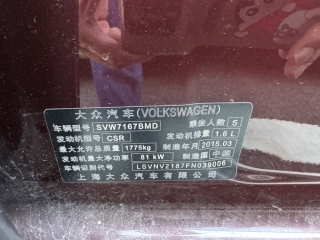 大众汽车(VOLKSWAGEN)
车辆型号 SVW7167BMD 乘坐人数 5
发动机型号 CSR 发动机排量 1.6 L
最大允许总质量 1775kg 制造年月 2015.03
发动机最大净功率 81 kW 制造国 中国
车辆识别代号 LSVNV2187FN039006
上海大众汽车有限公司